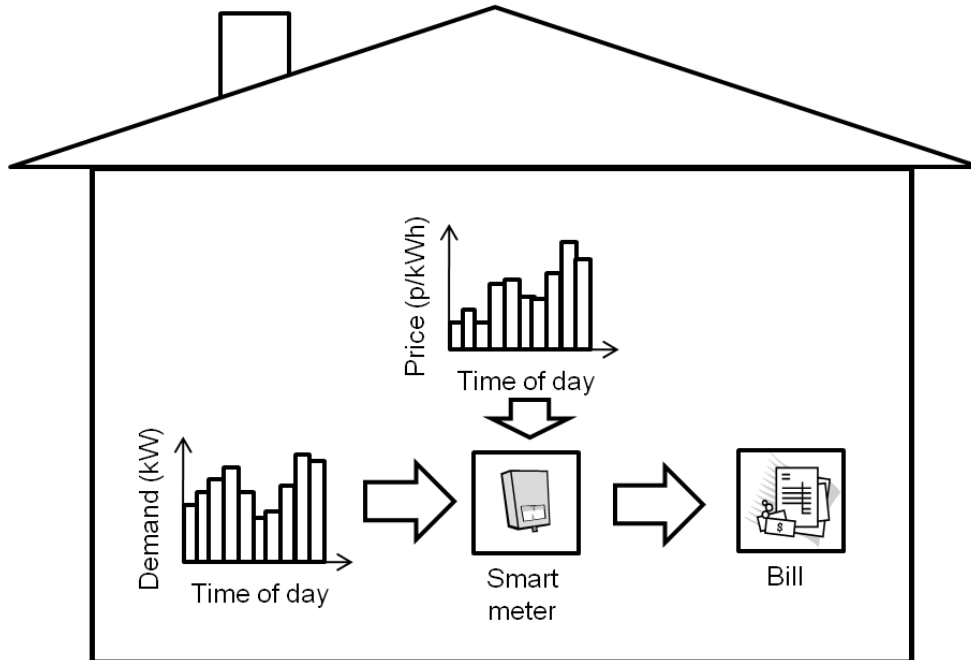 Price (p/kWh)
Time of day
Demand (kW)
Time of day
Smart
meter
Bill
$